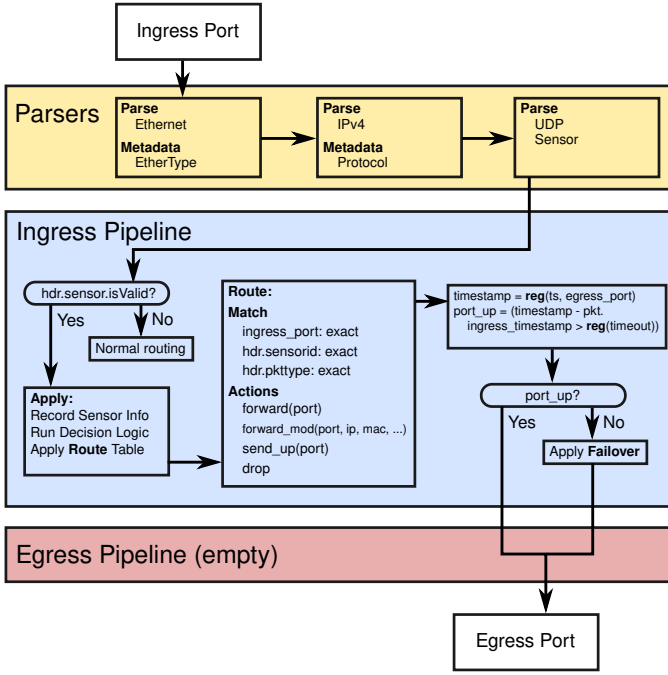 Ingress Port
Parsers
Parse
Ethernet
Metadata
EtherType
Parse
IPv4
Metadata
Protocol
Parse
UDP
Sensor
Ingress Pipeline
hdr.sensor.isValid?
Yes
No
Normal routing
Apply:
Record Sensor Info
Run Decision Logic
Apply Route Table
Route:
Match
ingress_port: exact
hdr.sensorid: exact
hdr.pkttype: exact
Actions
forward(port)
forward_mod(port, ip, mac, ...)
send_up(port)
drop
timestamp = reg(ts, egress_port)
port_up = (timestamp - pkt.
ingress_timestamp > reg(timeout))
port_up?
Yes
No
Apply Failover
Egress Pipeline (empty)
Egress Port